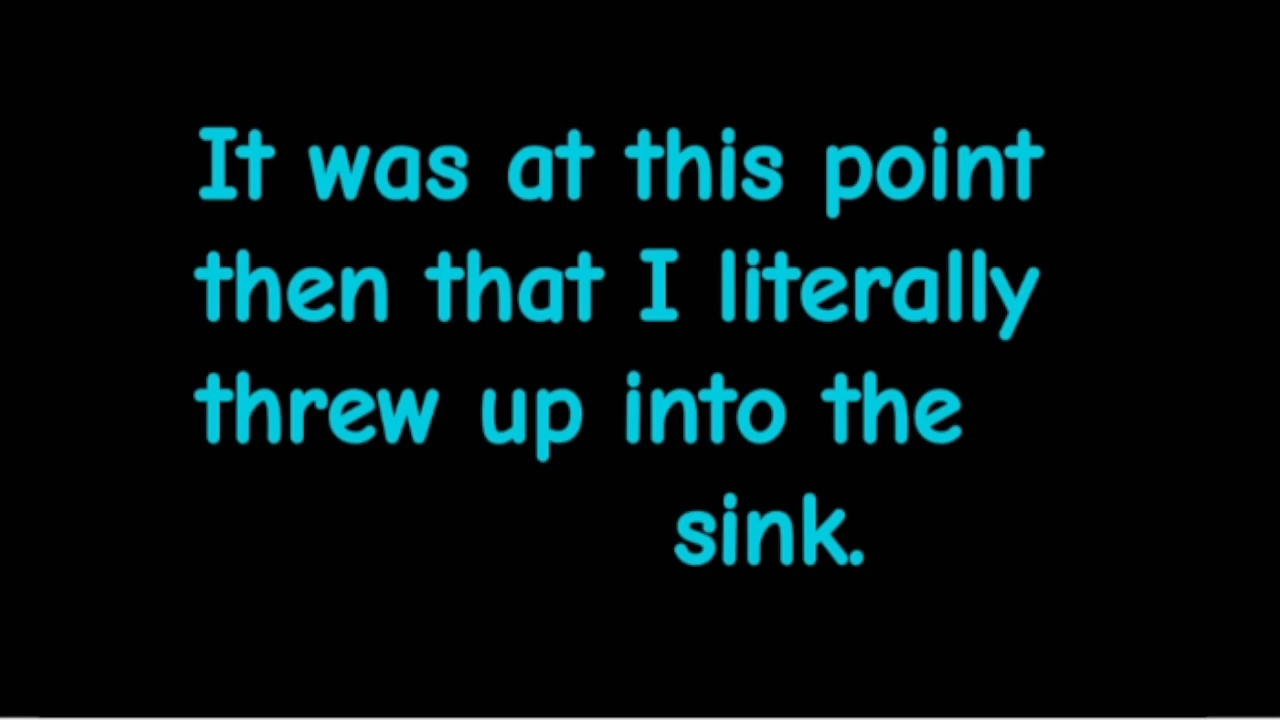 It was at this point
then that I literally
threw up into the
sink.